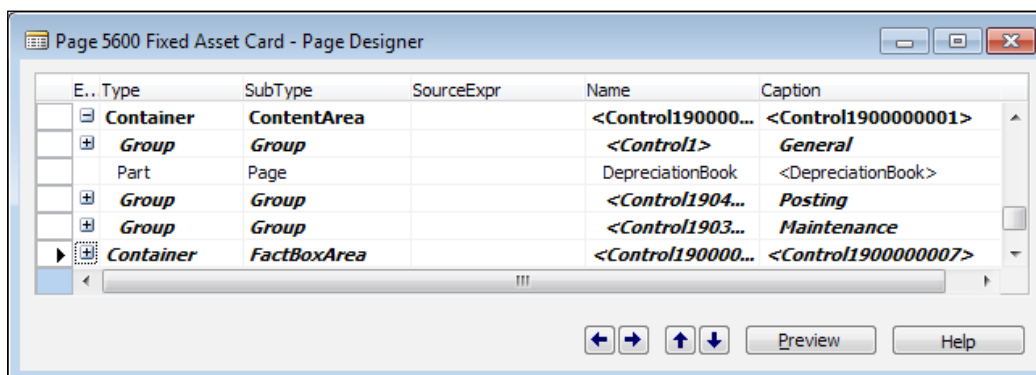 Page 5600 Fixed Asset Card - Page Designer
E.. Type SubType SourceExpr Name Caption
Container ContentArea <Control190000... <Control1900000001>
Group Group <Control1> General
Part Page DepreciationBook <DepreciationBook>
Group Group <Control1904... Posting
Group Group <Control1903... Maintenance
Container FactBoxArea <Control190000... <Control1900000007>
Preview Help